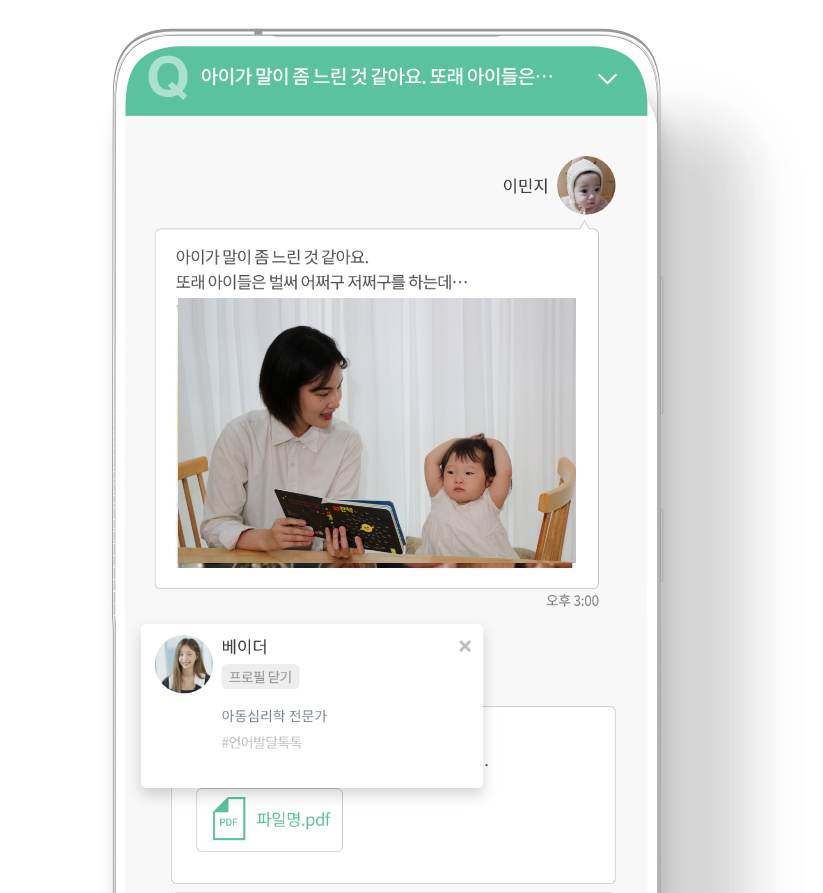 Q 아이가 말이 좀 느린 것 같아요. 또래 아이들은…
이민지
아이가 말이 좀 느린 것 같아요.
또래 아이들은 벌써 어쩌구 저쩌구를 하는데…
오후 3:00
베이더
프로필 닫기
아동심리학 전문가
#언어발달톡톡
.
PDF 파일명.pdf